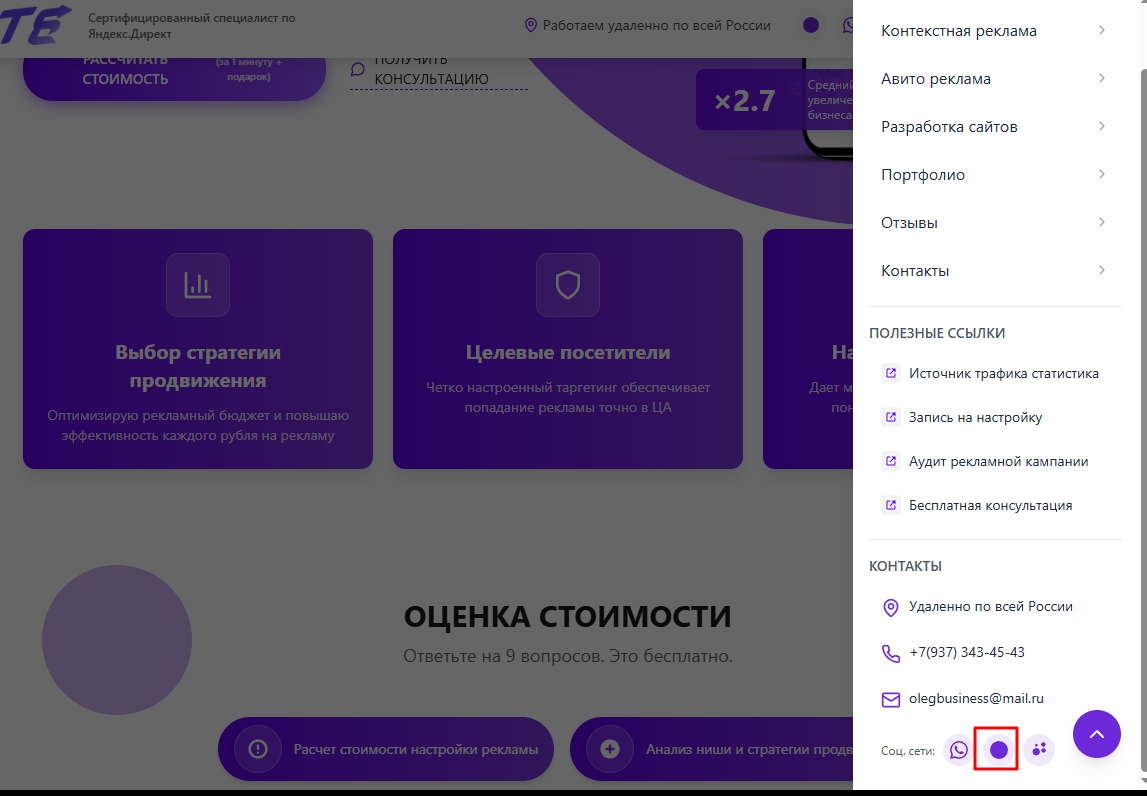 ТЕ
Сертифицированный специалист по
Яндекс.Директ
Работаем удаленно по всей России
РАССЧИТАТЬ
СТОИМОСТЬ
(за 1 минуту +
подарок)
ПОЛУЧИТЬ
КОНСУЛЬТАЦИЮ
×2.7
Средний
увеличе
бизнеса
Выбор стратегии
продвижения
Оптимизирую рекламный бюджет и повышаю
эффективность каждого рубля на рекламу
Целевые посетители
Четко настроенный таргетинг обеспечивает
попадание рекламы точно в ЦА
На
Дает м
пон
ОЦЕНКА СТОИМОСТИ
Ответьте на 9 вопросов. Это бесплатно.
Расчет стоимости настройки рекламы
Анализ ниши и стратегии продв
Контекстная реклама
Авито реклама
Разработка сайтов
Портфолио
Отзывы
Контакты
ПОЛЕЗНЫЕ ССЫЛКИ
Источник трафика статистика
Запись на настройку
Аудит рекламной кампании
Бесплатная консультация
КОНТАКТЫ
Удаленно по всей России
+7(937) 343-45-43
olegbusiness@mail.ru
Соц. сети: